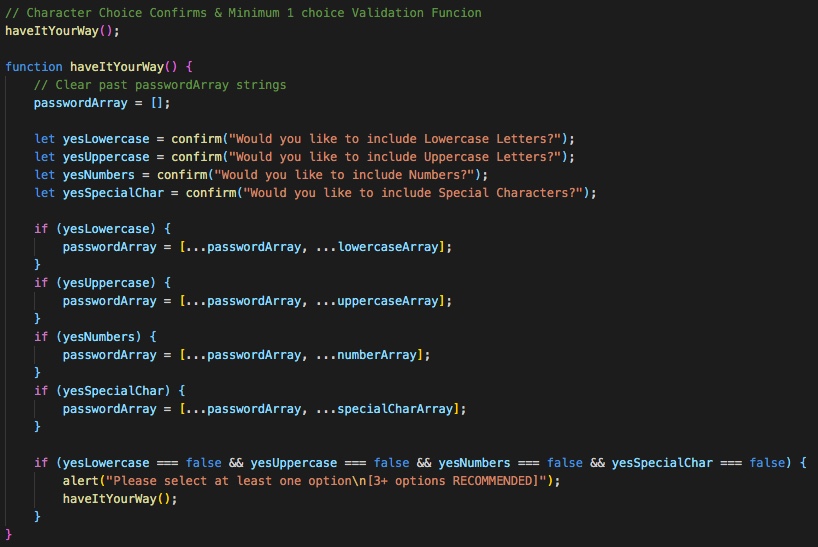 // Character Choice Confirms & Minimum 1 choice Validation Funcion
haveItYourWay();
function haveItYourWay() {
// Clear past passwordArray strings
passwordArray = [];
let yesLowercase = confirm("Would you like to include Lowercase Letters?");
let yesUppercase = confirm("Would you like to include Uppercase Letters?");
let yesNumbers = confirm("Would you like to include Numbers?");
let yesSpecialChar = confirm("Would you like to include Special Characters?");
if (yesLowercase) {
passwordArray = [...passwordArray, ...lowercaseArray];
}
if (yesUppercase) {
passwordArray = [...passwordArray, ...uppercaseArray];
}
if (yesNumbers) {
passwordArray = [...passwordArray, ...numberArray];
}
if (yesSpecialChar) {
passwordArray = [...passwordArray, ...specialCharArray];
}
if (yesLowercase === false && yesUppercase === false && yesNumbers === false && yesSpecialChar === false) {
alert("Please select at least one option\n[3+ options RECOMMENDED]");
haveItYourWay();
}
}